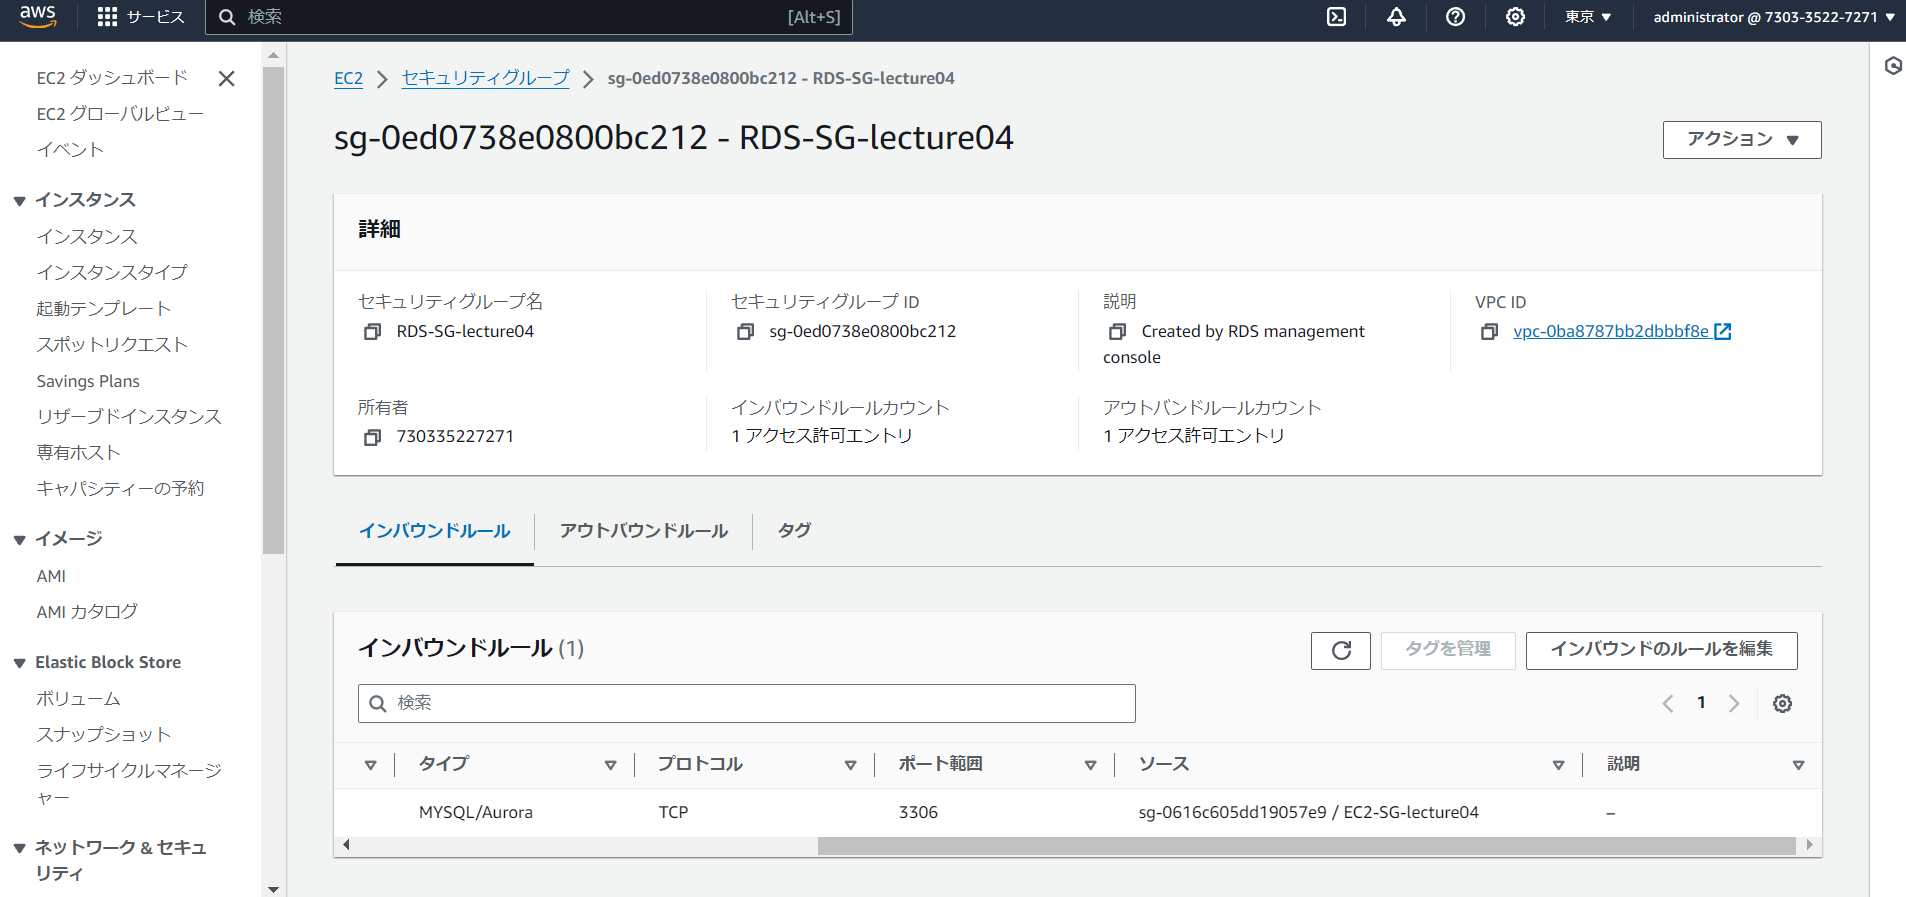 aws
サービス
検索
[Alt+S]
東京 ▼
administrator @ 7303-3522-7271 ▼
EC2 ダッシュボード
EC2 グローバルビュー
イベント
インスタンス
インスタンス
インスタンスタイプ
起動テンプレート
スポットリクエスト
Savings Plans
リザーブドインスタンス
専有ホスト
キャパシティーの予約
イメージ
AMI
AMI カタログ
Elastic Block Store
ボリューム
スナップショット
ライフサイクルマネージ
ャー
ネットワーク & セキュ
リティ
EC2 > セキュリティグループ > sg-0ed0738e0800bc212 - RDS-SG-lecture04
sg-0ed0738e0800bc212 - RDS-SG-lecture04
アクション ▼
詳細
セキュリティグループ名
RDS-SG-lecture04
セキュリティグループ ID
sg-0ed0738e0800bc212
説明
Created by RDS management
console
VPC ID
vpc-0ba8787bb2dbbbf8e
所有者
730335227271
インバウンドルールカウント
1 アクセス許可エントリ
アウトバンドルールカウント
1 アクセス許可エントリ
インバウンドルール
アウトバウンドルール
タグ
インバウンドルール (1)
タグを管理
インバウンドのルールを編集
検索
1
タイプ
プロトコル
ポート範囲
ソース
説明
MYSQL/Aurora
TCP
3306
sg-0616c605dd19057e9 / EC2-SG-lecture04
–